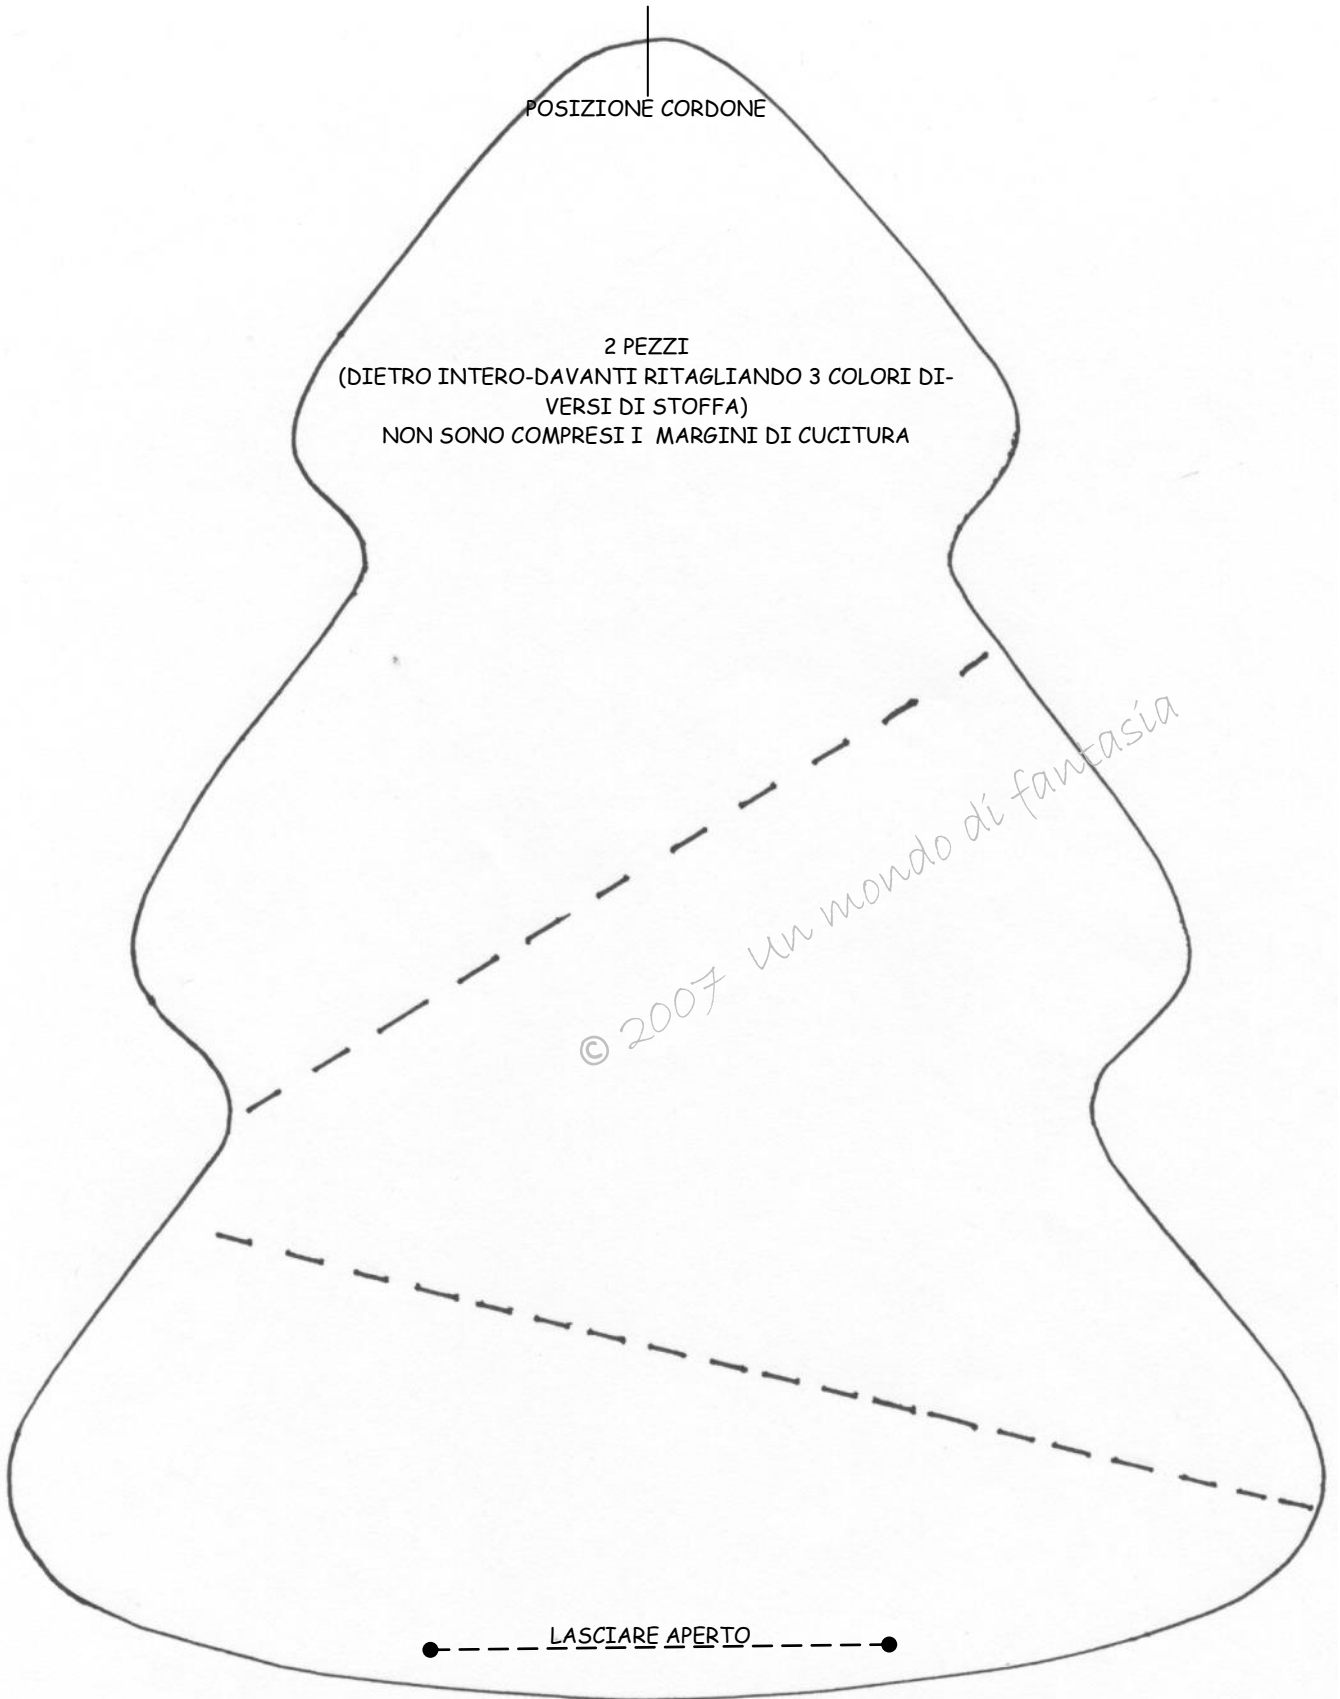 POSIZIONE CORDONE
2 PEZZI
(DIETRO INTERO-DAVANTI RITAGLIANDO 3 COLORI DI-
VERSI DI STOFFA)
NON SONO COMPRESI I  MARGINI DI CUCITURA
© 2007 un mondo di fantasia
LASCIARE APERTO